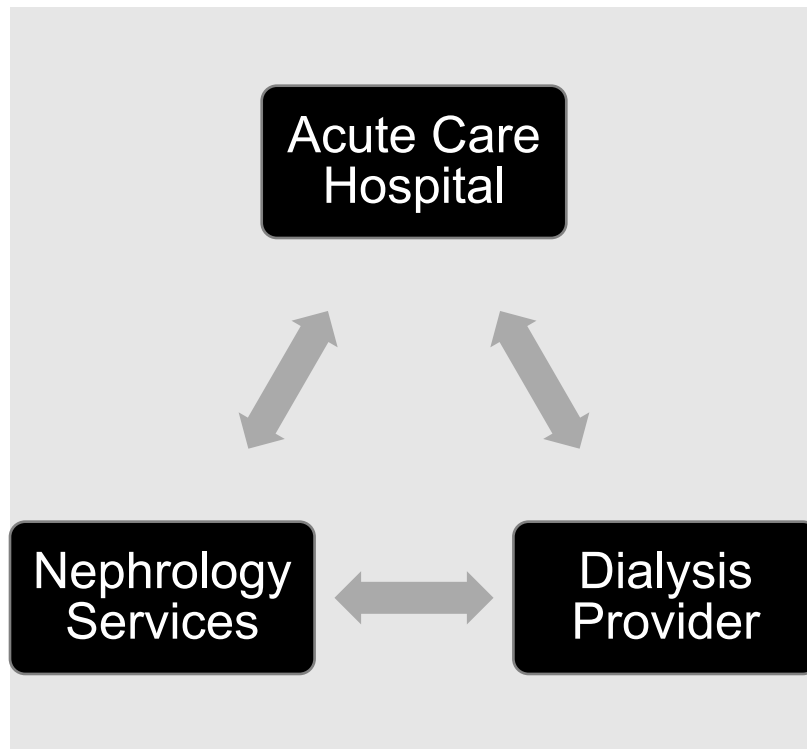 Acute Care
Hospital
Nephrology
Services
Dialysis
Provider